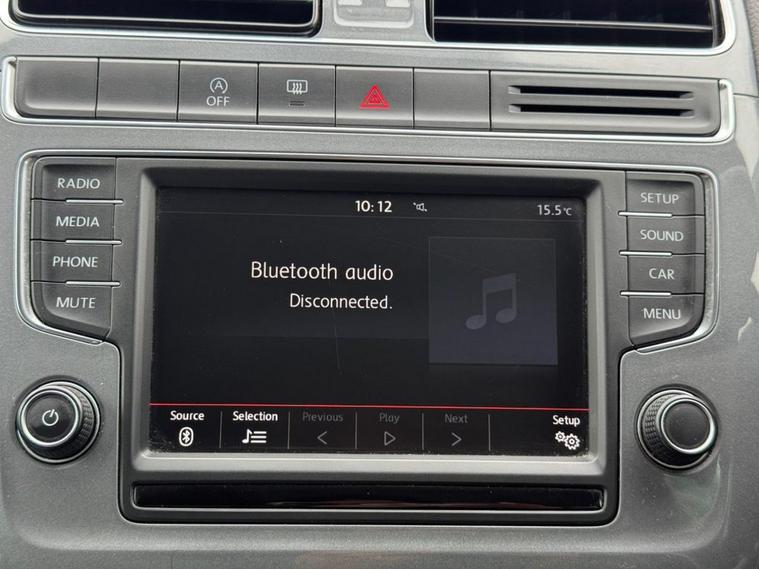 A
OFF
RADIO
MEDIA
PHONE
MUTE
SETUP
SOUND
CAR
MENU
10:12
15.5°C
Bluetooth audio
Disconnected.
Source
Selection
Previous
Play
Next
Setup